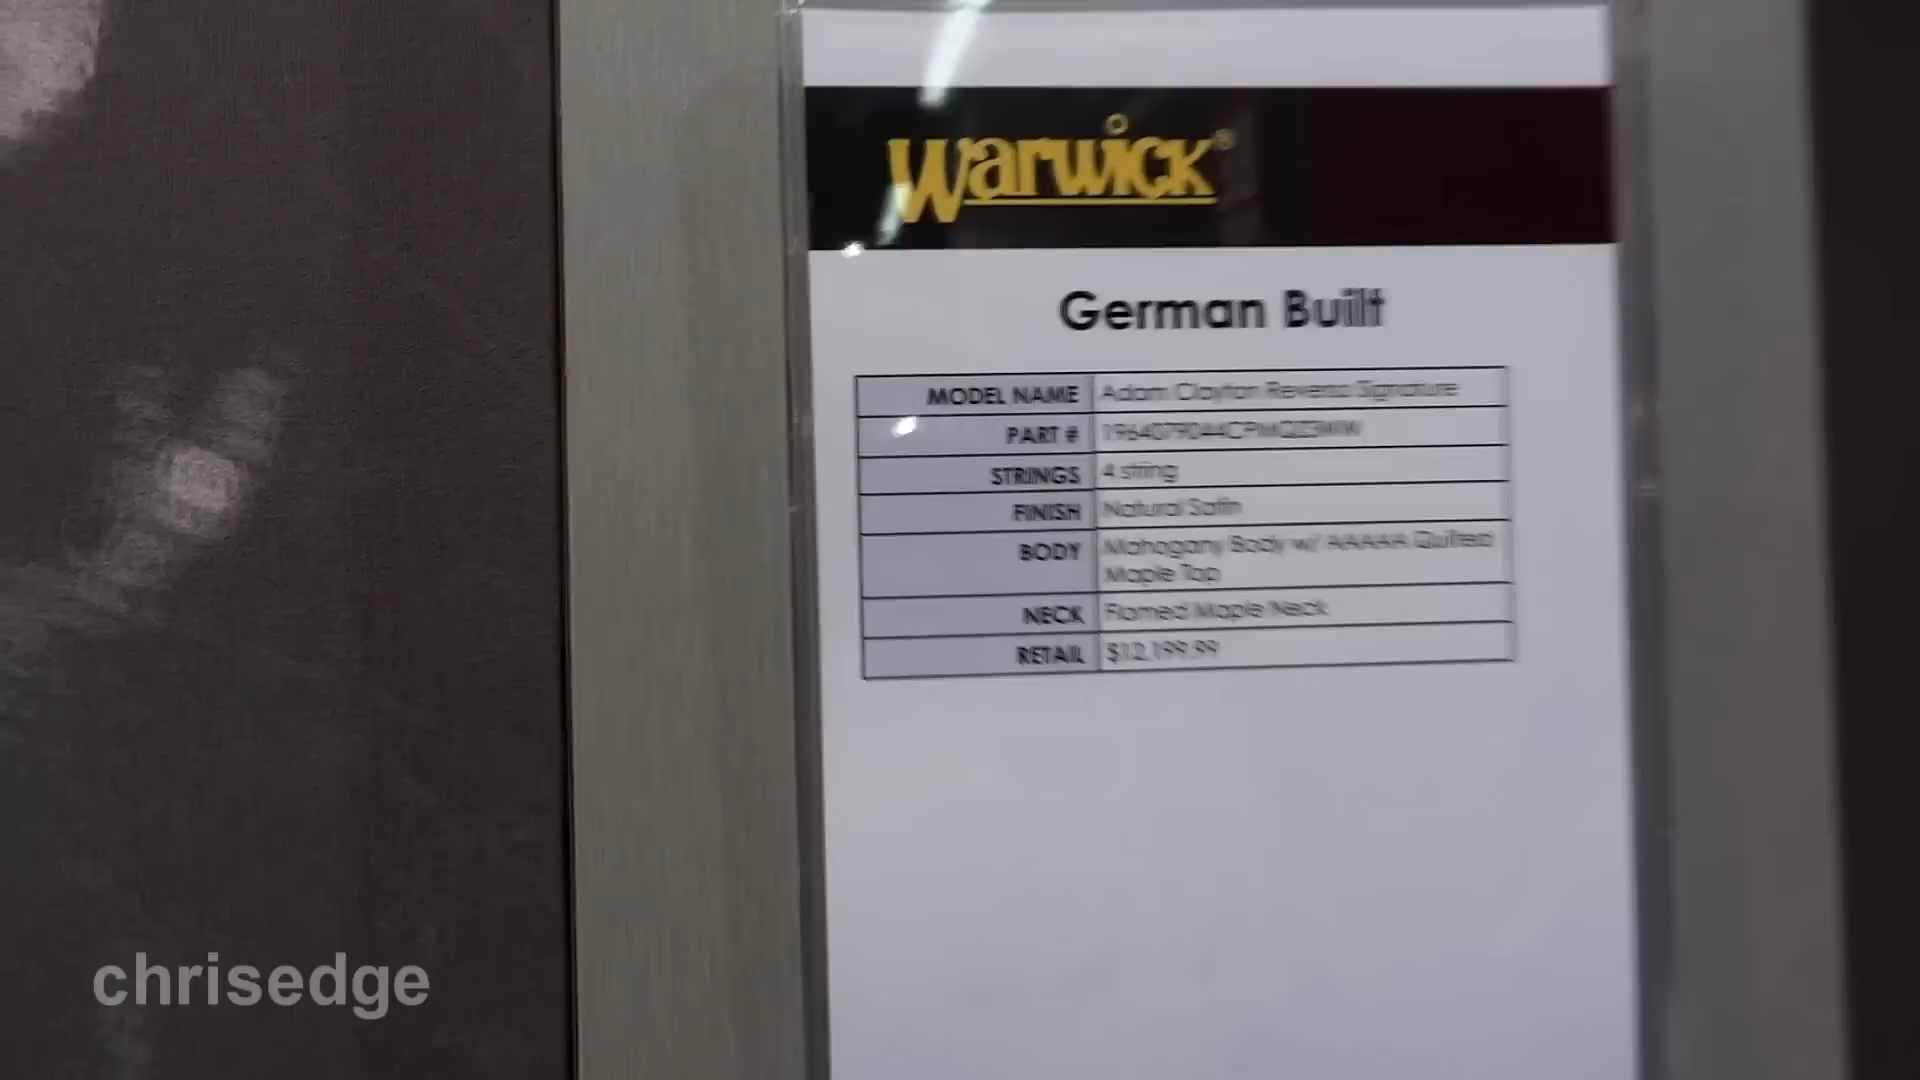 Warwick®
German Built
MODEL NAME Adam Clayton Reverso Signature
PART #
STRINGS 4 string
FINISH Natural Satin
BODY Mahogany Body w/ AAAAA Quilted
Maple Top
NECK Flamed Maple Neck
RETAIL $12,199.99
chrisedge